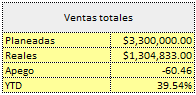 Ventas totales
Planeadas $3,300,000.00
Reales $1,304,833.00
Apego -60.46
YTD 39.54%